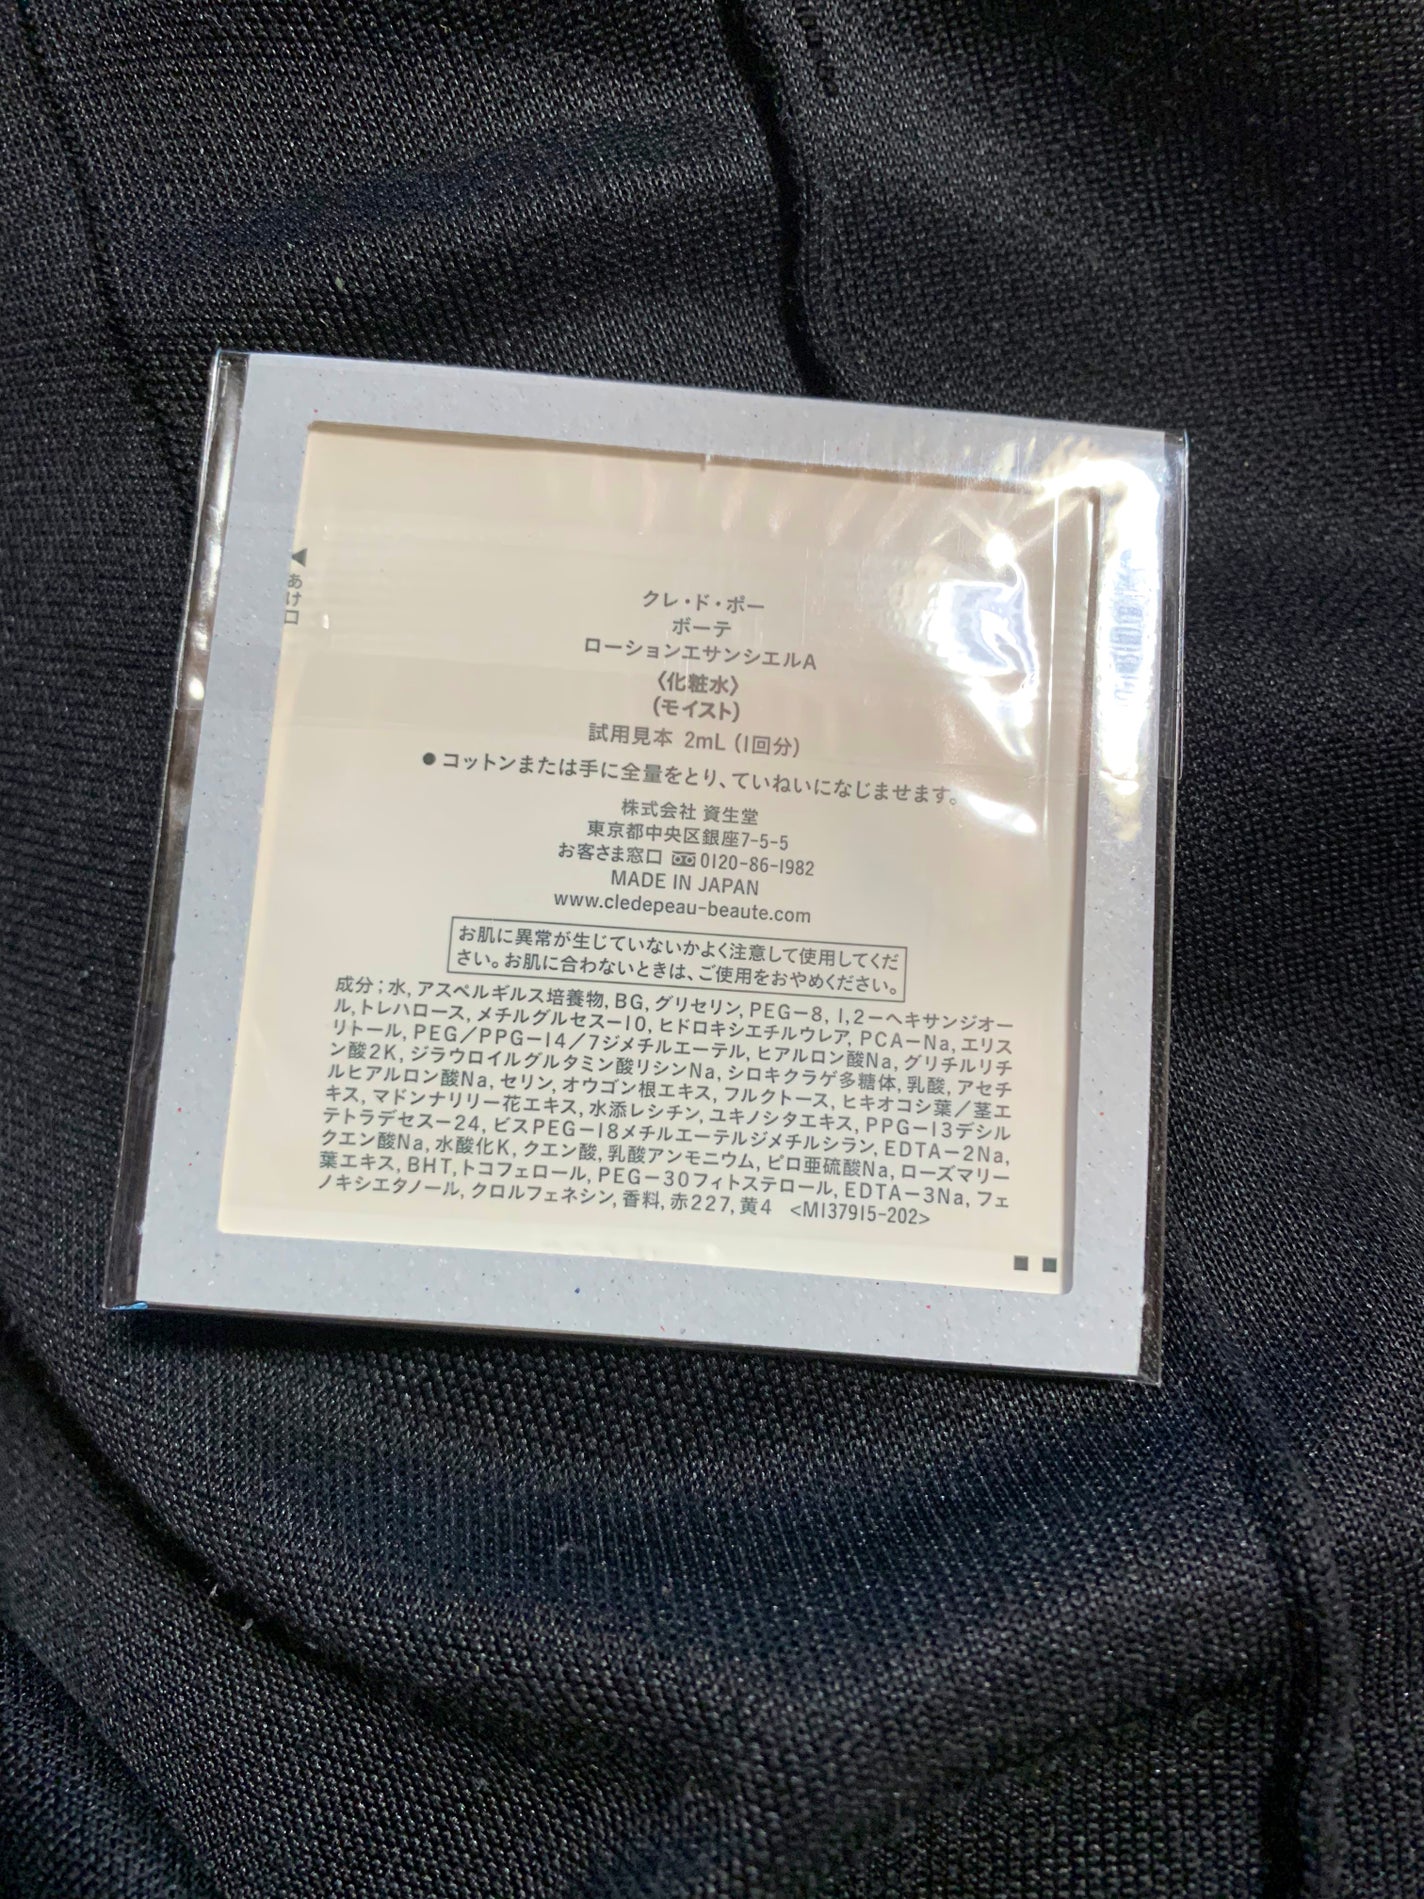 ◀あけ口
クレ・ド・ポー
ボーテ
ローションエサンシエルA
〈化粧水〉
(モイスト)
試用見本 2mL (1回分)
●コットンまたは手に全量をとり、ていねいになじませます。
株式会社 資生堂
東京都中央区銀座7-5-5
お客さま窓口 0120-86-1982
MADE IN JAPAN
www.cledepeau-beaute.com
お肌に異常が生じていないかよく注意して使用してくだ
さい。お肌に合わないときは、ご使用をおやめください。
成分;水, アスペルギルス培養物, BG, グリセリン, PEG-8, 1,2-ヘキサンジオー
ル, トレハロース, メチルグルセス-10, ヒドロキシエチルウレア, PCA-Na, エリス
リトール, PEG/PPG-14/7ジメチルエーテル, ヒアルロン酸Na, グリチルリチ
ン酸2K, ジラウロイルグルタミン酸リシンNa, シロキクラゲ多糖体, 乳酸, アセチ
ルヒアルロン酸Na, セリン, オウゴン根エキス, フルクトース, ヒキオコシ葉/茎エ
キス, マドンナリリー花エキス, 水添レシチン, ユキノシタエキス, PPG-13デシル
テトラデセス-24, ビスPEG-18メチルエーテルジメチルシラン, EDTA-2Na,
クエン酸Na, 水酸化K, クエン酸, 乳酸アンモニウム, ピロ亜硫酸Na, ローズマリー
葉エキス, BHT, トコフェロール, PEG-30フィトステロール, EDTA-3Na, フェ
ノキシエタノール, クロルフェネシン, 香料, 赤227, 黄4 <M137915-202>